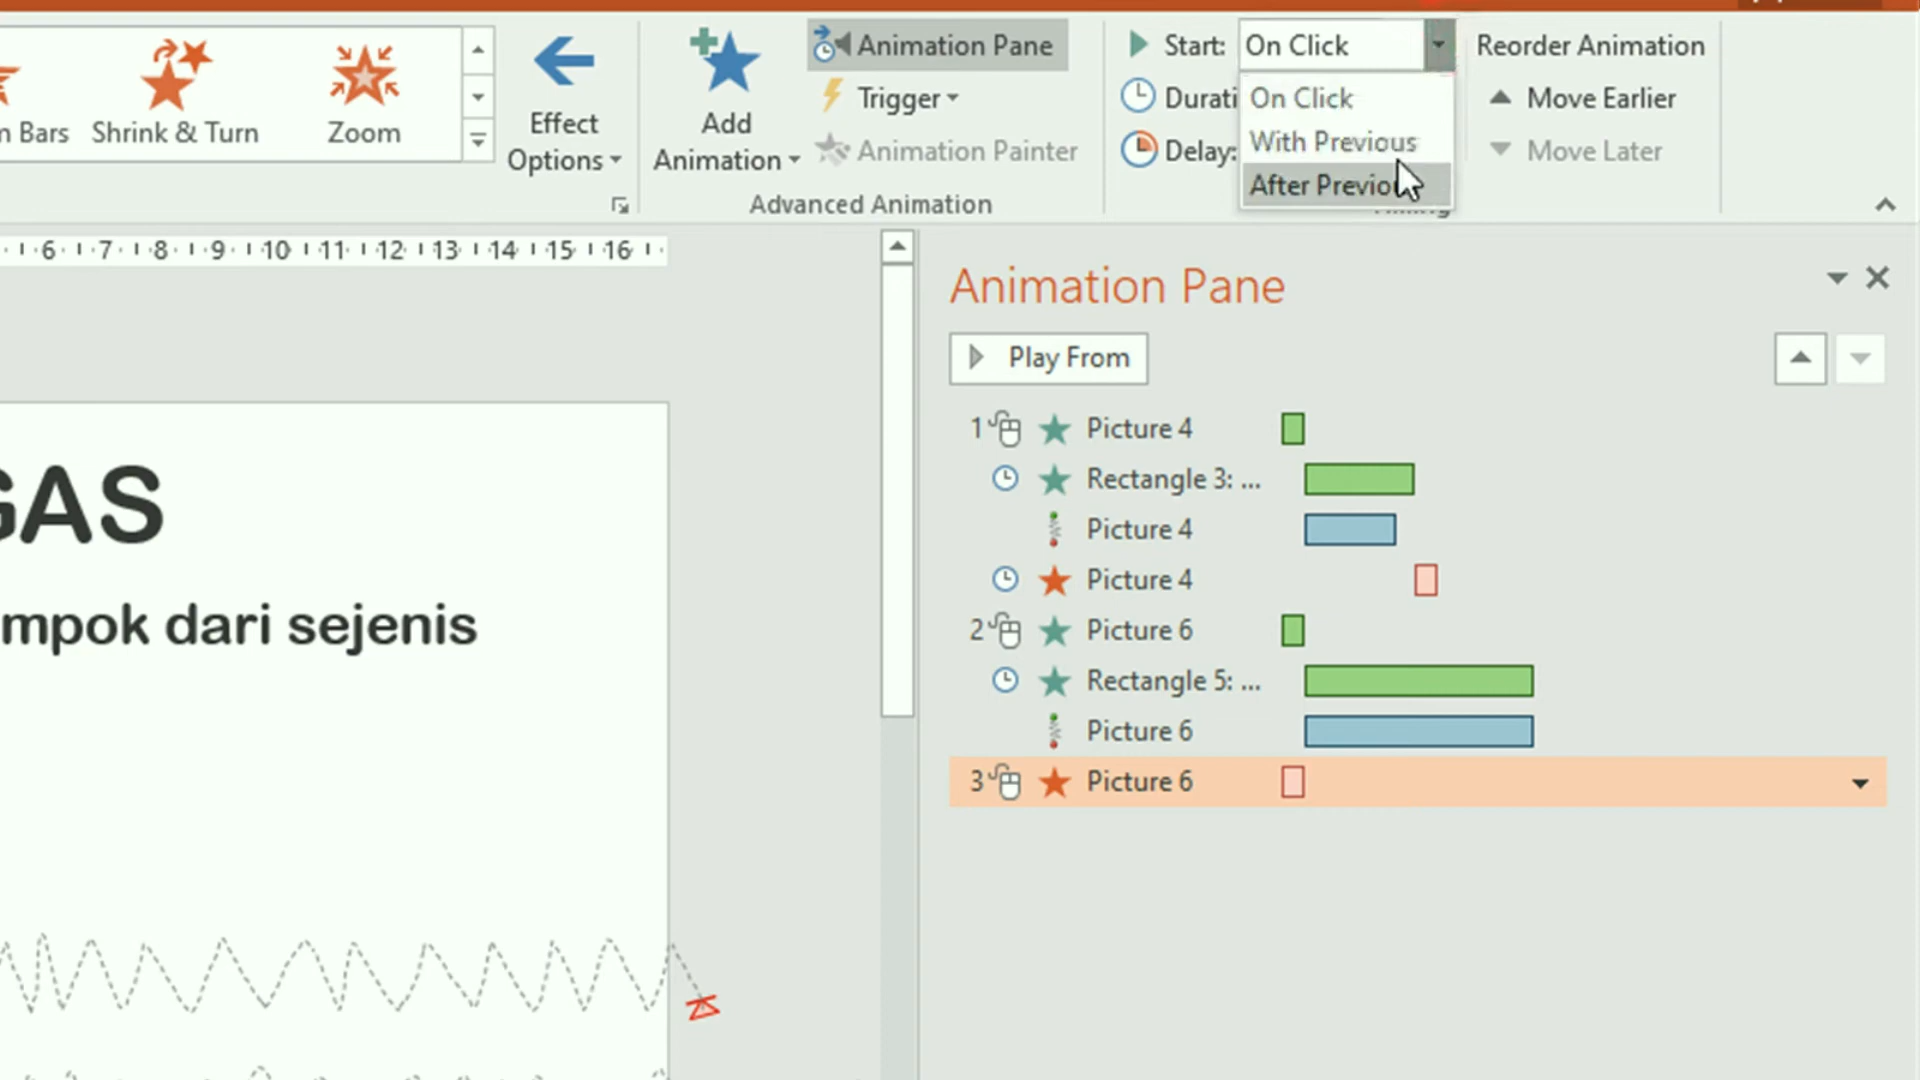 Animation Pane
Start:
On Click
Reorder Animation
Trigger
On Click
Move Earlier
m Bars
Shrink & Turn
Zoom
Effect
Options
Add
Animation
Animation Painter
With Previous
Delay:
After
Move Later
Advanced Animation
6 7 8 9 10 11 12 13 14 15 16
Animation Pane
Play From
1 Picture 4
Rectangle 3: ...
Picture 4
Picture 4
2 Picture 6
Rectangle 5: ...
Picture 6
3 Picture 6
GAS
mpok dari sejenis